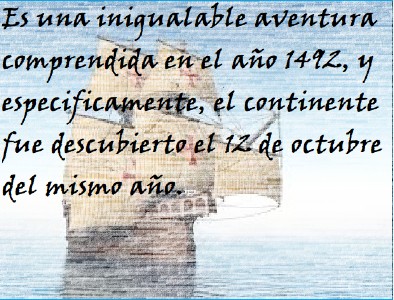 Es una inigualable aventura
comprendida en el año 1492, y
especificamente, el continente
fue descubierto el 12 de octubre
del mismo año.